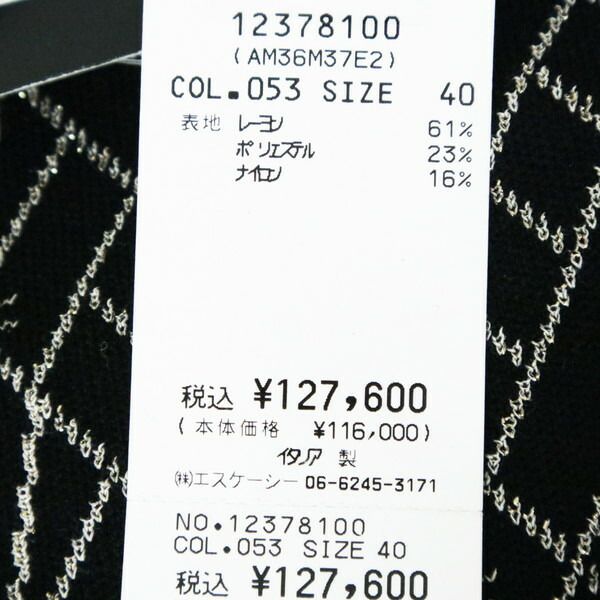 12378100
(AM36M37E2)
COL.053 SIZE 40
表地 レーヨン 61%
ポリエステル 23%
ナイロン 16%
税込 ¥127,600
(本体価格 ¥116,000)
イタリア 製
㈱エスケーシー 06-6245-3171
NO.12378100
COL.053 SIZE 40
税込 ¥127,600